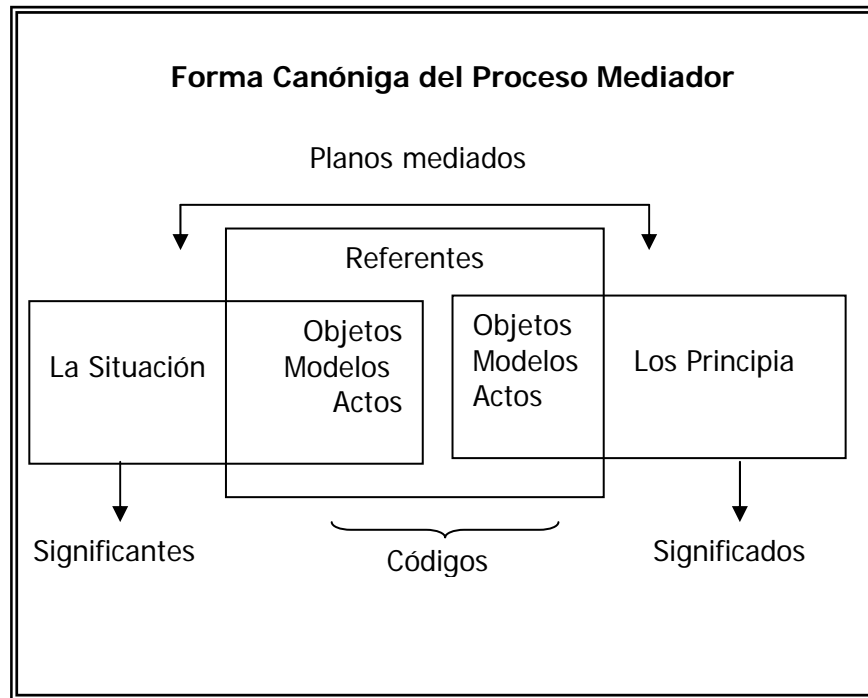 Forma Canóniga del Proceso Mediador
Planos mediados
Referentes
La Situación
Objetos
Modelos
Actos
Objetos
Modelos
Actos
Los Principia
Significantes
Códigos
Significados